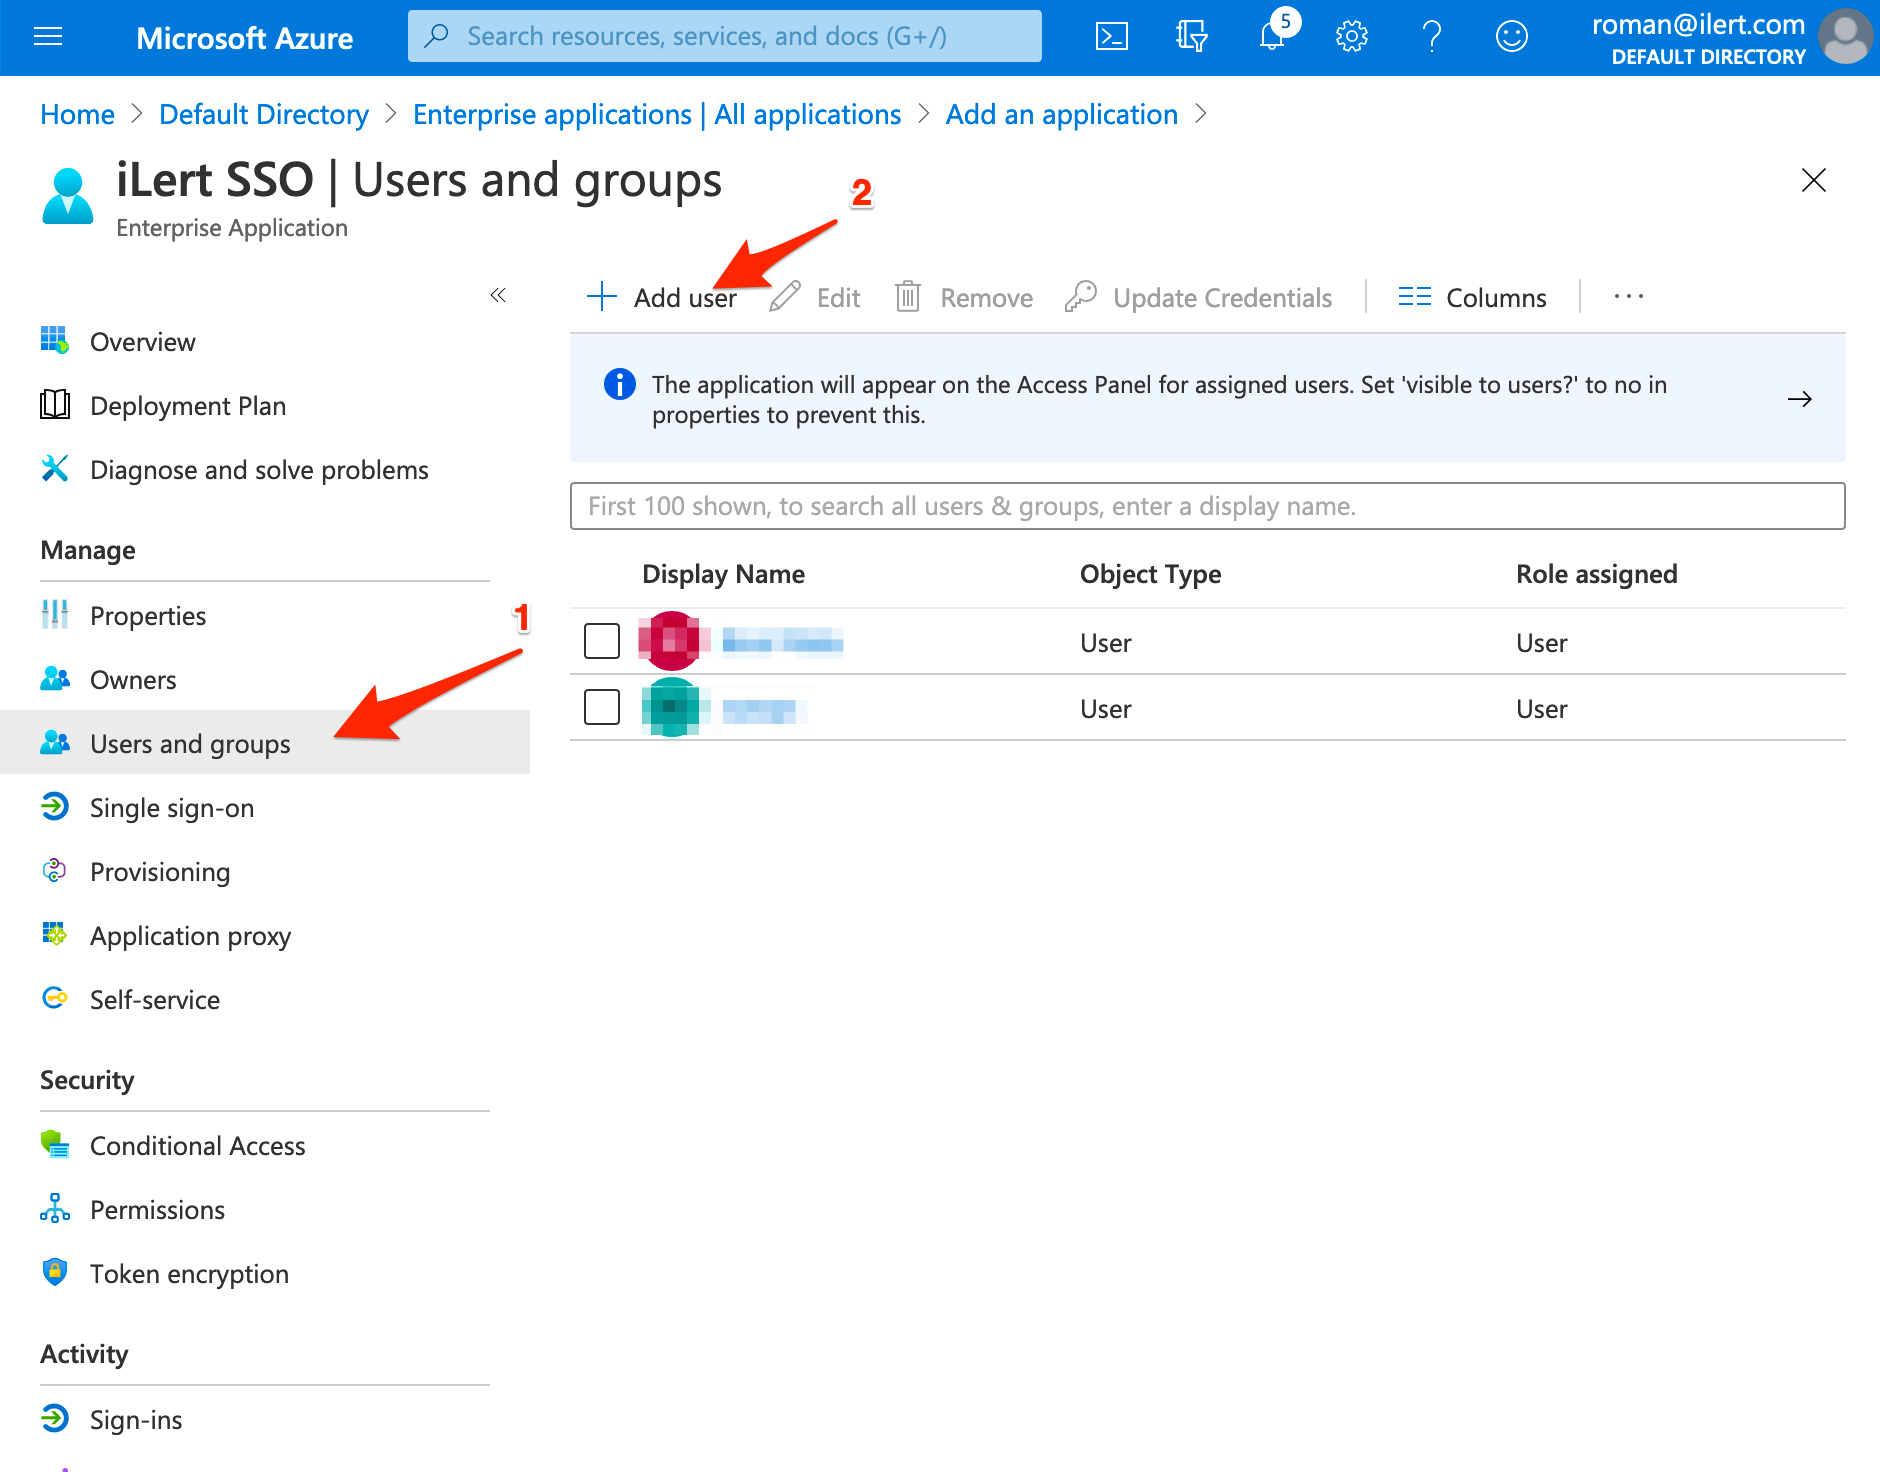 Microsoft Azure
Search resources, services, and docs (G+/)
5
roman@ilert.com
DEFAULT DIRECTORY
Home > Default Directory > Enterprise applications | All applications > Add an application >
iLert SSO | Users and groups
Enterprise Application
2
«
Add user
Edit
Remove
Update Credentials
Columns
...
Overview
Deployment Plan
Diagnose and solve problems
Manage
Properties
1
Owners
Users and groups
Single sign-on
Provisioning
Application proxy
Self-service
Security
Conditional Access
Permissions
Token encryption
Activity
Sign-ins
The application will appear on the Access Panel for assigned users. Set 'visible to users?' to no in
properties to prevent this.
First 100 shown, to search all users & groups, enter a display name.
Display Name Object Type Role assigned
User User
User User